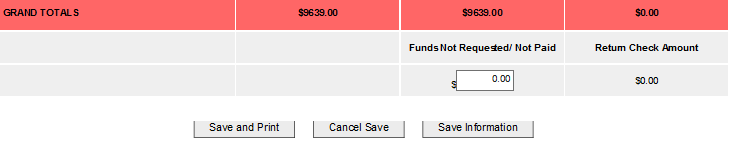 GRAND TOTALS $9639.00 $9639.00 $0.00
Funds Not Requested/ Not Paid Return Check Amount
$ 0.00 $0.00
Save and Print Cancel Save Save Information